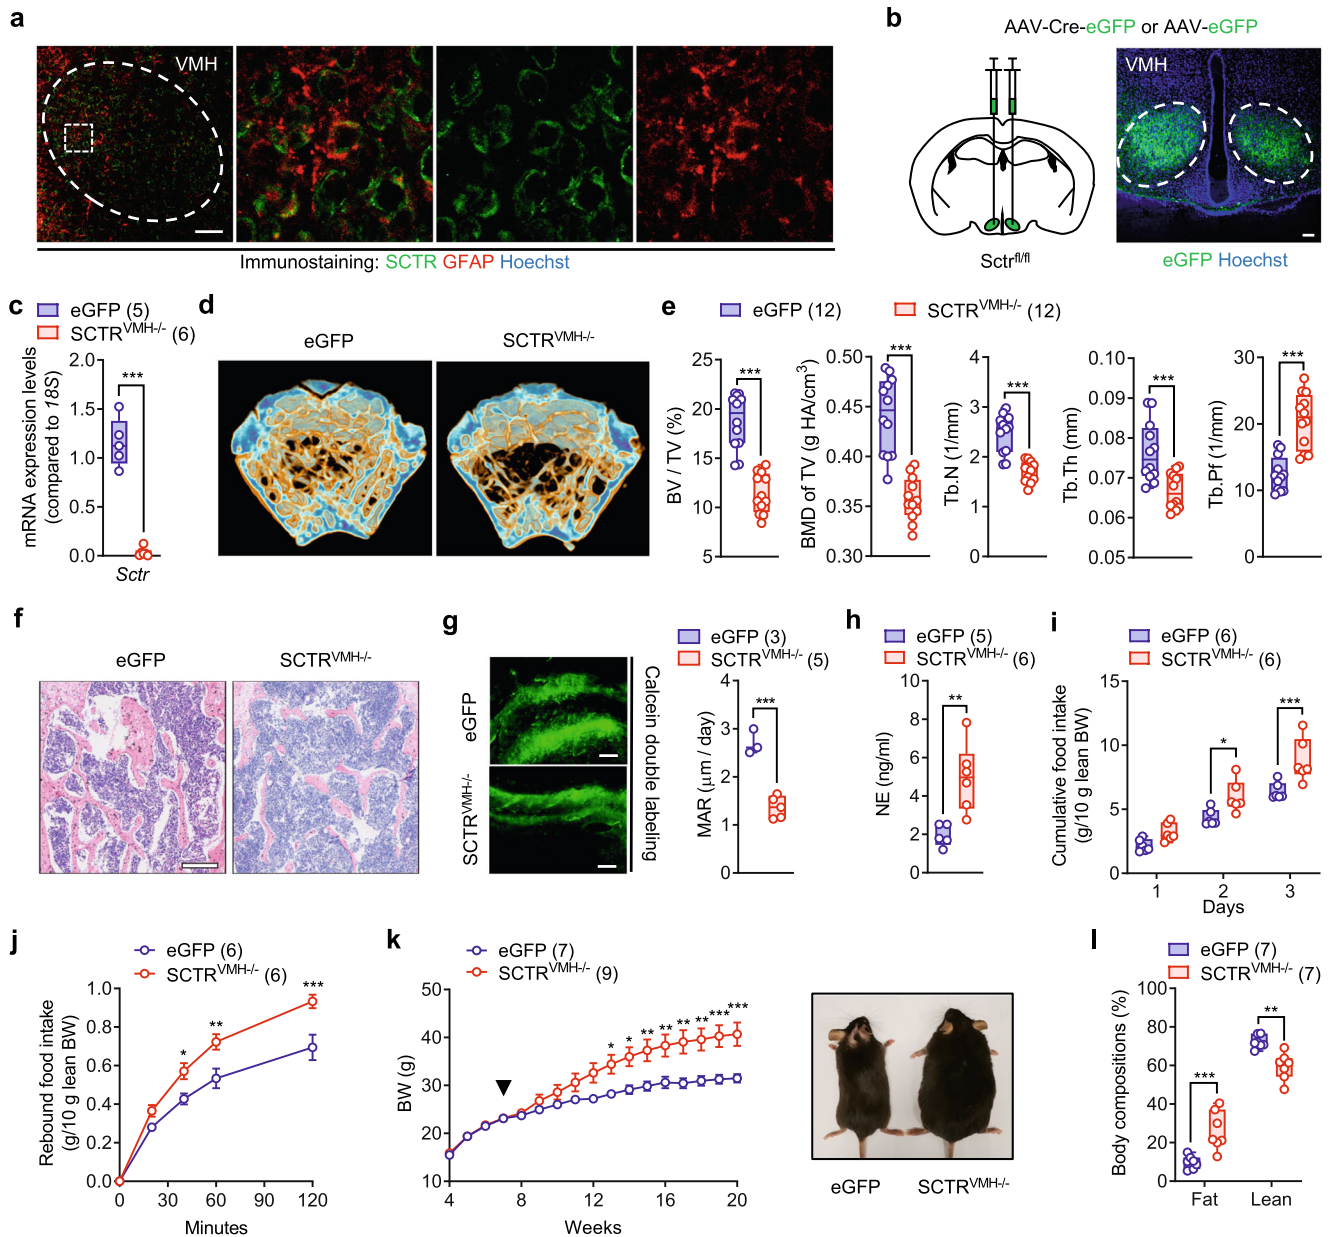 a
VMH
Immunostaining: SCTR GFAP Hoechst
b
AAV-Cre-eGFP or AAV-eGFP
Sctrfl/fl
VMH
eGFP Hoechst
c
eGFP (5)
SCTRVMH-/- (6)
mRNA expression levels
(compared to 18S)
2.0
1.5
1.0
0.5
0.0
***
Sctr
d
eGFP
SCTRVMH-/-
e
eGFP (12)
SCTRVMH-/- (12)
BV / TV (%)
25
20
15
10
5
***
BMD of TV (g HA/cm3)
0.50
0.45
0.40
0.35
0.30
***
Tb.N (1/mm)
4
3
2
1
0
***
Tb.Th (mm)
0.10
0.09
0.08
0.07
0.06
0.05
***
Tb.Pf (1/mm)
30
20
10
0
***
f
eGFP
SCTRVMH-/-
g
eGFP
SCTRVMH-/-
Calcein double labeling
eGFP (3)
SCTRVMH-/- (5)
MAR (μm / day)
4
3
2
1
0
***
h
eGFP (5)
SCTRVMH-/- (6)
NE (ng/ml)
10
8
6
4
2
0
**
i
eGFP (6)
SCTRVMH-/- (6)
Cumulative food intake
(g/10 g lean BW)
15
10
5
0
*
***
1 2 3
Days
j
eGFP (6)
SCTRVMH-/- (6)
Rebound food intake
(g/10 g lean BW)
1.0
0.8
0.6
0.4
0.2
0.0
* ** ***
0 30 60 90 120
Minutes
k
eGFP (7)
SCTRVMH-/- (9)
BW (g)
50
40
30
20
10
* * ** ** ** ** *** ***
4 8 12 16 20
Weeks
eGFP
SCTRVMH-/-
l
eGFP (7)
SCTRVMH-/- (7)
Body compositions (%)
100
80
60
40
20
0
***
**
Fat Lean